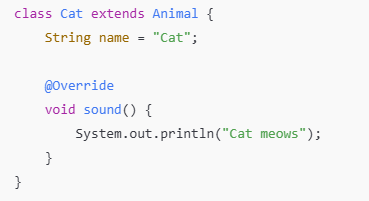 class Cat extends Animal {
    String name = "Cat";

    @Override
    void sound() {
        System.out.println("Cat meows");
    }
}